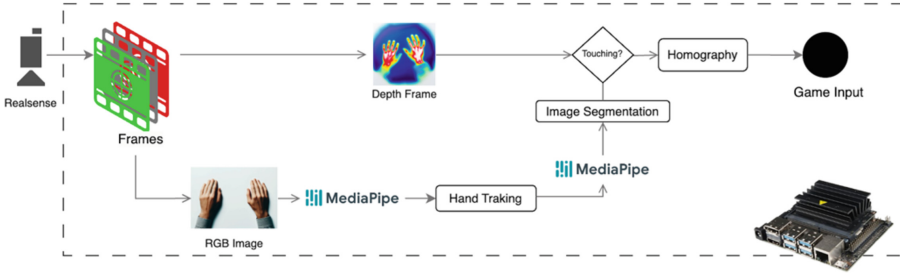 Realsense
Frames
Depth Frame
Touching?
Homography
Game Input
Image Segmentation
MediaPipe
RGB Image
MediaPipe
Hand Traking